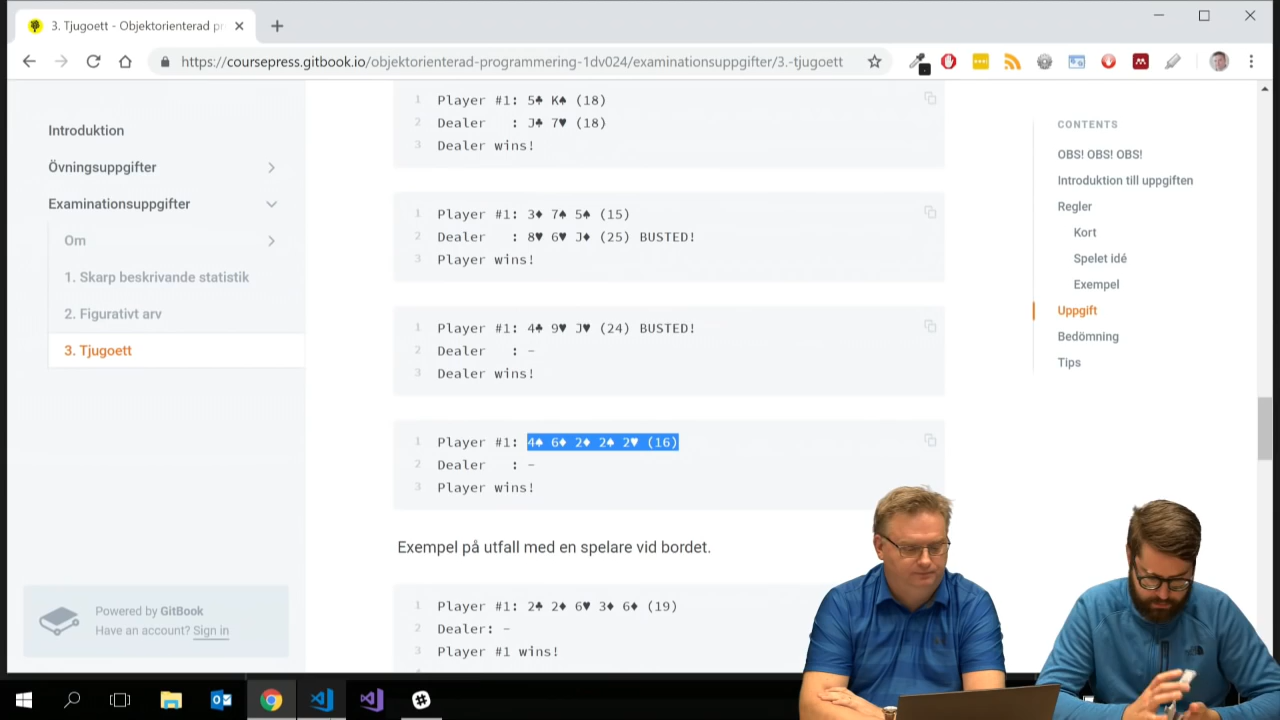 3. Tjugoett - Objektorienterad pr
https://coursepress.gitbook.io/objektorienterad-programmering-1dv024/examinationsuppgifter/3.-tjugoett
Introduktion
Övningsuppgifter
Examinationsuppgifter
Om
1. Skarp beskrivande statistik
2. Figurativt arv
3. Tjugoett
Powered by GitBook
Have an account? Sign in
1 Player #1: 5♣ K♠ (18)
2 Dealer : J♣ 7♥ (18)
3 Dealer wins!
1 Player #1: 3♦ 7♠ 5♠ (15)
2 Dealer : 8♥ 6♥ J♦ (25) BUSTED!
3 Player wins!
1 Player #1: 4♣ 9♥ J♥ (24) BUSTED!
2 Dealer : -
3 Dealer wins!
1 Player #1: 4♠ 6♦ 2♦ 2♠ 2♥ (16)
2 Dealer : -
3 Player wins!
Exempel på utfall med en spelare vid bordet.
1 Player #1: 2♣ 2♦ 6♥ 3♦ 6♦ (19)
2 Dealer: -
3 Player #1 wins!
CONTENTS
OBS! OBS! OBS!
Introduktion till uppgiften
Regler
Kort
Spelet idé
Exempel
Uppgift
Bedömning
Tips